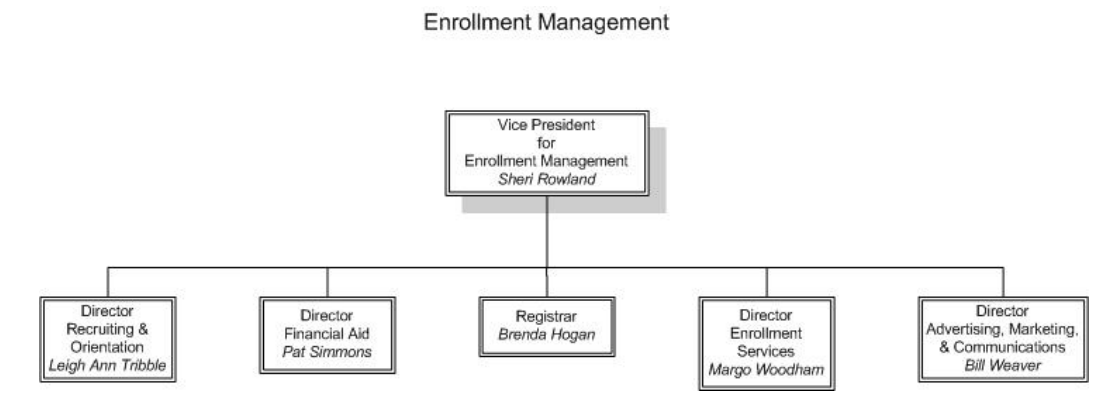 Enrollment Management
Vice President
for
Enrollment Management
Sheri Rowland
Director
Recruiting &
Orientation
Leigh Ann Tribble
Director
Financial Aid
Pat Simmons
Registrar
Brenda Hogan
Director
Enrollment
Services
Margo Woodham
Director
Advertising, Marketing,
& Communications
Bill Weaver